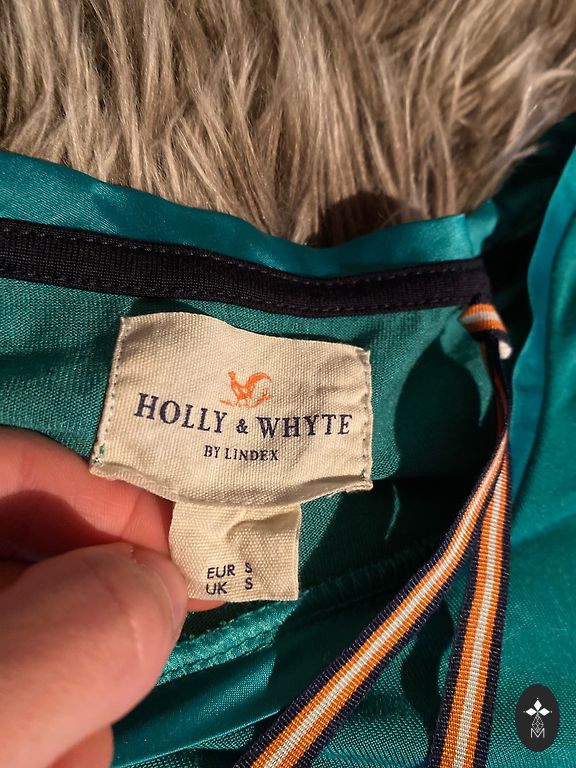 HOLLY & WHYTE
BY LINDEX
EUR S
UK S